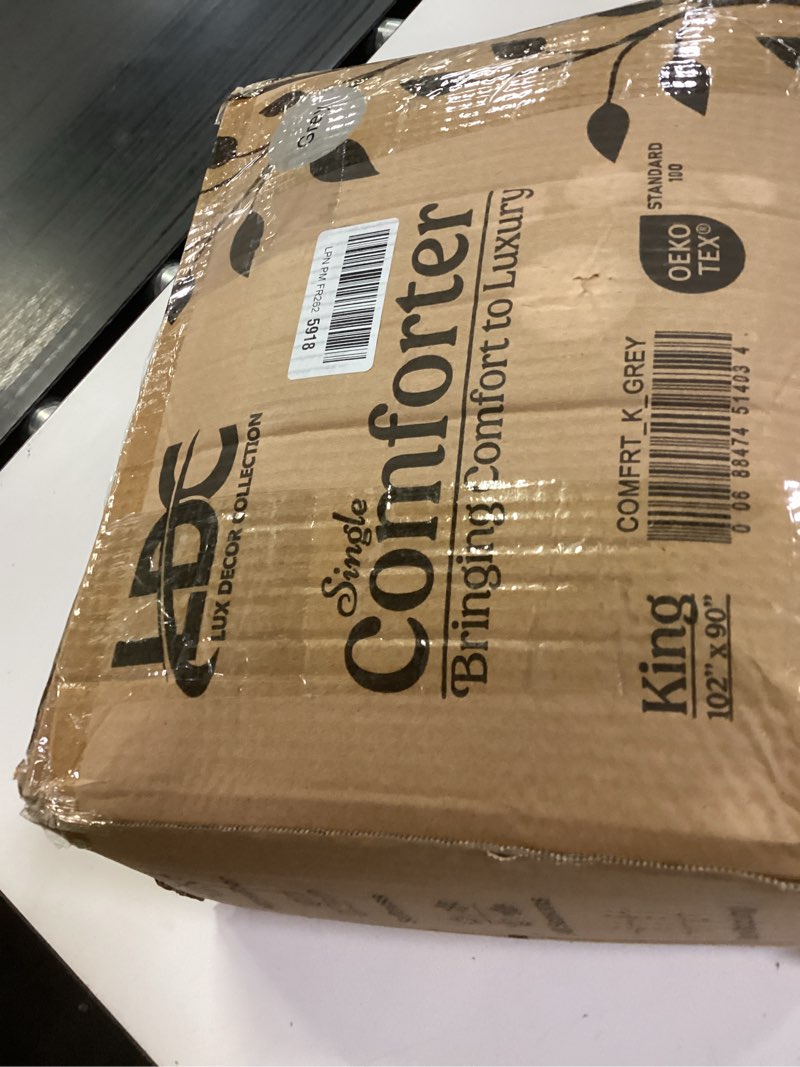 Grey
LDC
LUX DECOR COLLECTION
LPN PM FR262 5918
Single
Comforter
Bringing Comfort to Luxury
OEKO
TEX®
STANDARD
100
King
102" x 90"
COMFRT_K_GREY
0 06 88474 51403 4